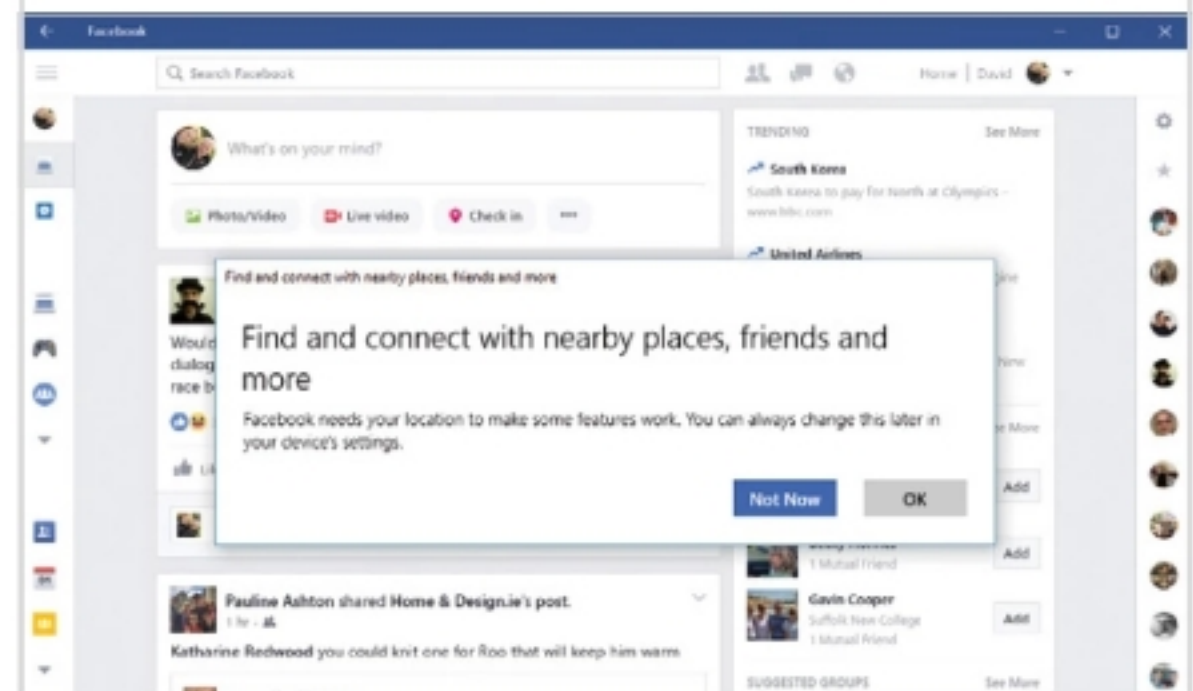 Facebook
Search Facebook
Home | David
What's on your mind?
Photo/Video
Live video
Check in
TRENDING
See More
South Korea
South Korea to pay for North at Olympics -
www.bbc.com
United Airlines
Find and connect with nearby places, friends and more
Find and connect with nearby places, friends and
more
Facebook needs your location to make some features work. You can always change this later in
your device's settings.
Not Now
OK
Would
dialog
race b
Add
Add
1 Mutual Friend
Gavin Cooper
Suffolk New College
1 Mutual Friend
Add
Pauline Ashton shared Home & Design.ie's post.
1 hr
Katharine Redwood you could knit one for Roo that will keep him warm
SUGGESTED GROUPS
See More